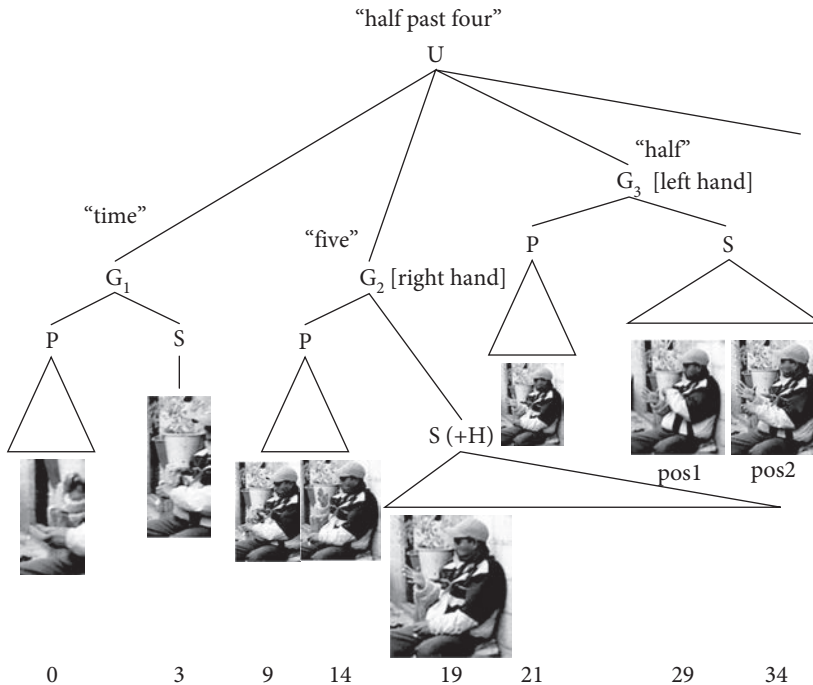 “half past four”
U
“half”
G3 [left hand]
“time”
“five”
P
S
G1
G2 [right hand]
P
S
P
S (+H)
pos1
pos2
0
3
9
14
19
21
29
34